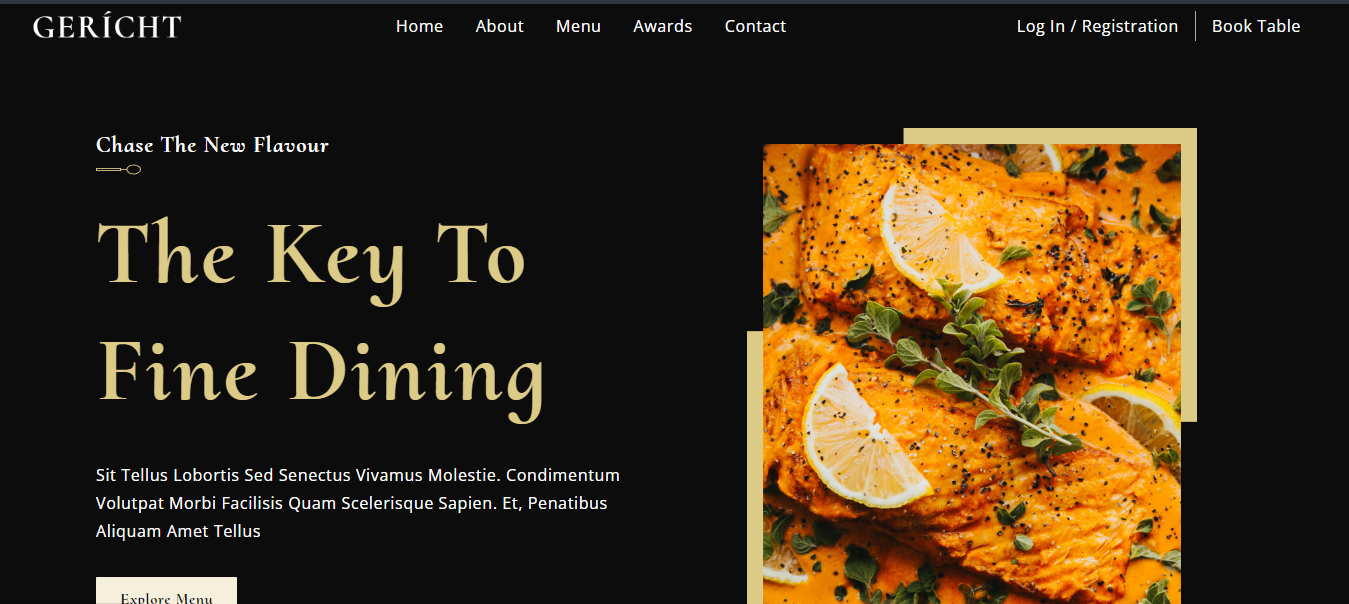 GERÍCHT
Home About Menu Awards Contact
Log In / Registration Book Table
Chase The New Flavour
The Key To
Fine Dining
Sit Tellus Lobortis Sed Senectus Vivamus Molestie. Condimentum
Volutpat Morbi Facilisis Quam Scelerisque Sapien. Et, Penatibus
Aliquam Amet Tellus
Explore Menu